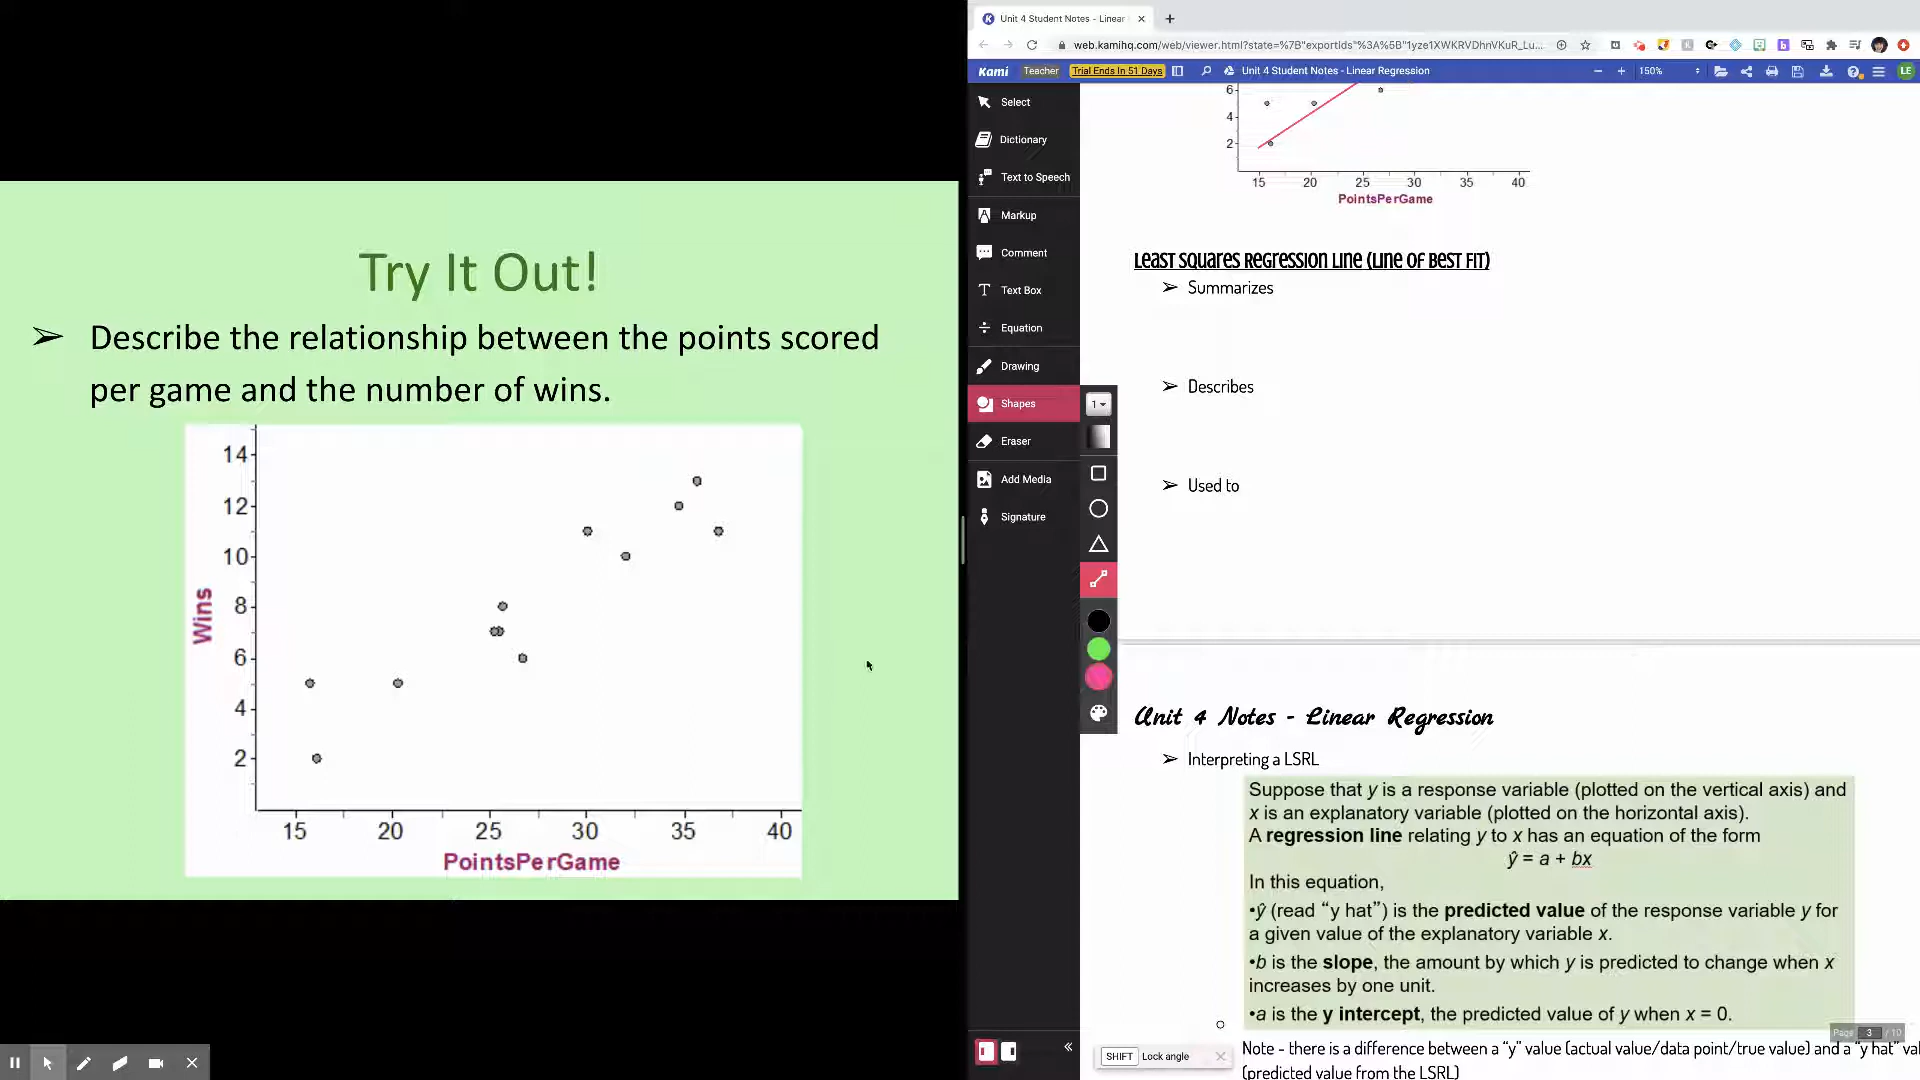 Try It Out!
➢ Describe the relationship between the points scored
per game and the number of wins.
14
12
10
8
6
4
2
Wins
15 20 25 30 35 40
PointsPerGame
Unit 4 Student Notes - Linear
web.kamihq.com/web/viewer.html?state=%7B"exportIds"%3A%5B"1yze1XWKRVDhnVKuR_Lu...
Kami Teacher Trial Ends In 51 Days Unit 4 Student Notes - Linear Regression 150% LE
Select
Dictionary
Text to Speech
Markup
Comment
Text Box
Equation
Drawing
Shapes
Eraser
Add Media
Signature
1
6
4
2
15 20 25 30 35 40
PointsPerGame
Least Squares Regression Line (Line of Best Fit)
➢ Summarizes
➢ Describes
➢ Used to
Unit 4 Notes - Linear Regression
➢ Interpreting a LSRL
Suppose that y is a response variable (plotted on the vertical axis) and
x is an explanatory variable (plotted on the horizontal axis).
A regression line relating y to x has an equation of the form
ŷ = a + bx
In this equation,
•ŷ (read “y hat”) is the predicted value of the response variable y for
a given value of the explanatory variable x.
•b is the slope, the amount by which y is predicted to change when x
increases by one unit.
•a is the y intercept, the predicted value of y when x = 0.
Page 3 / 10
SHIFT Lock angle
Note - there is a difference between a “y” value (actual value/data point/true value) and a “y hat” val
(predicted value from the LSRL)